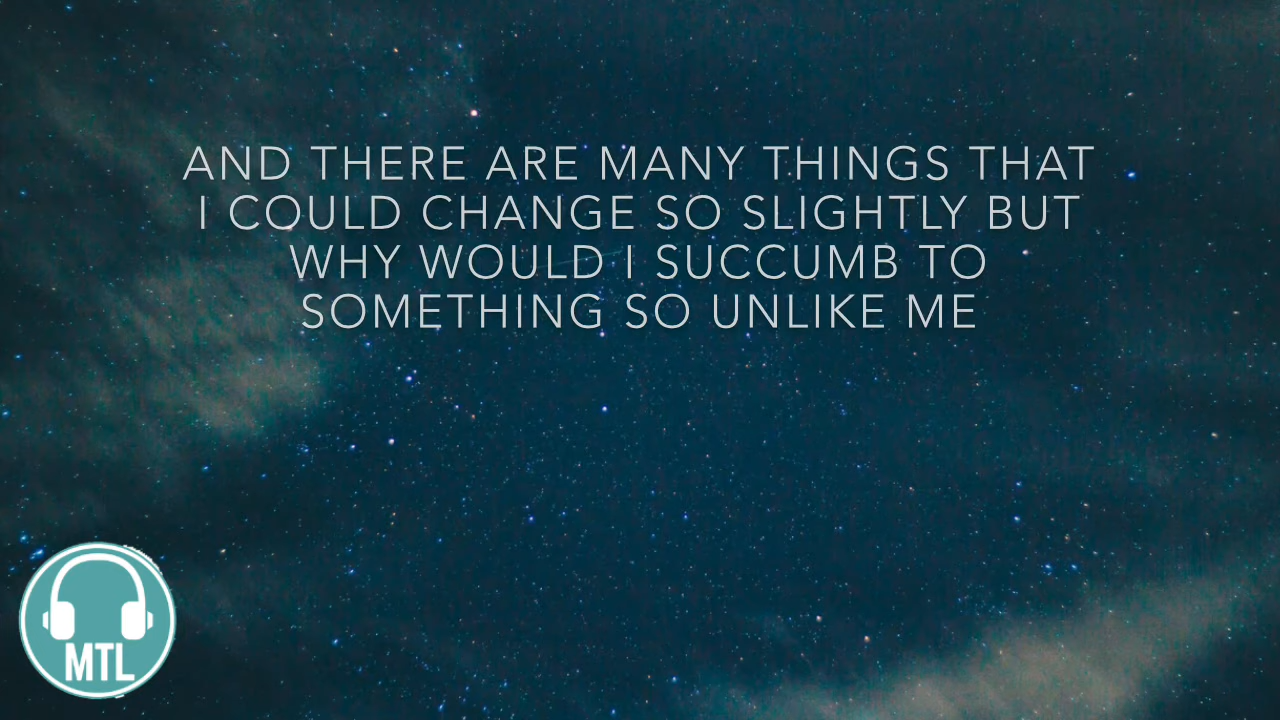 AND THERE ARE MANY THINGS THAT
I COULD CHANGE SO SLIGHTLY BUT
WHY WOULD I SUCCUMB TO
SOMETHING SO UNLIKE ME
MTL